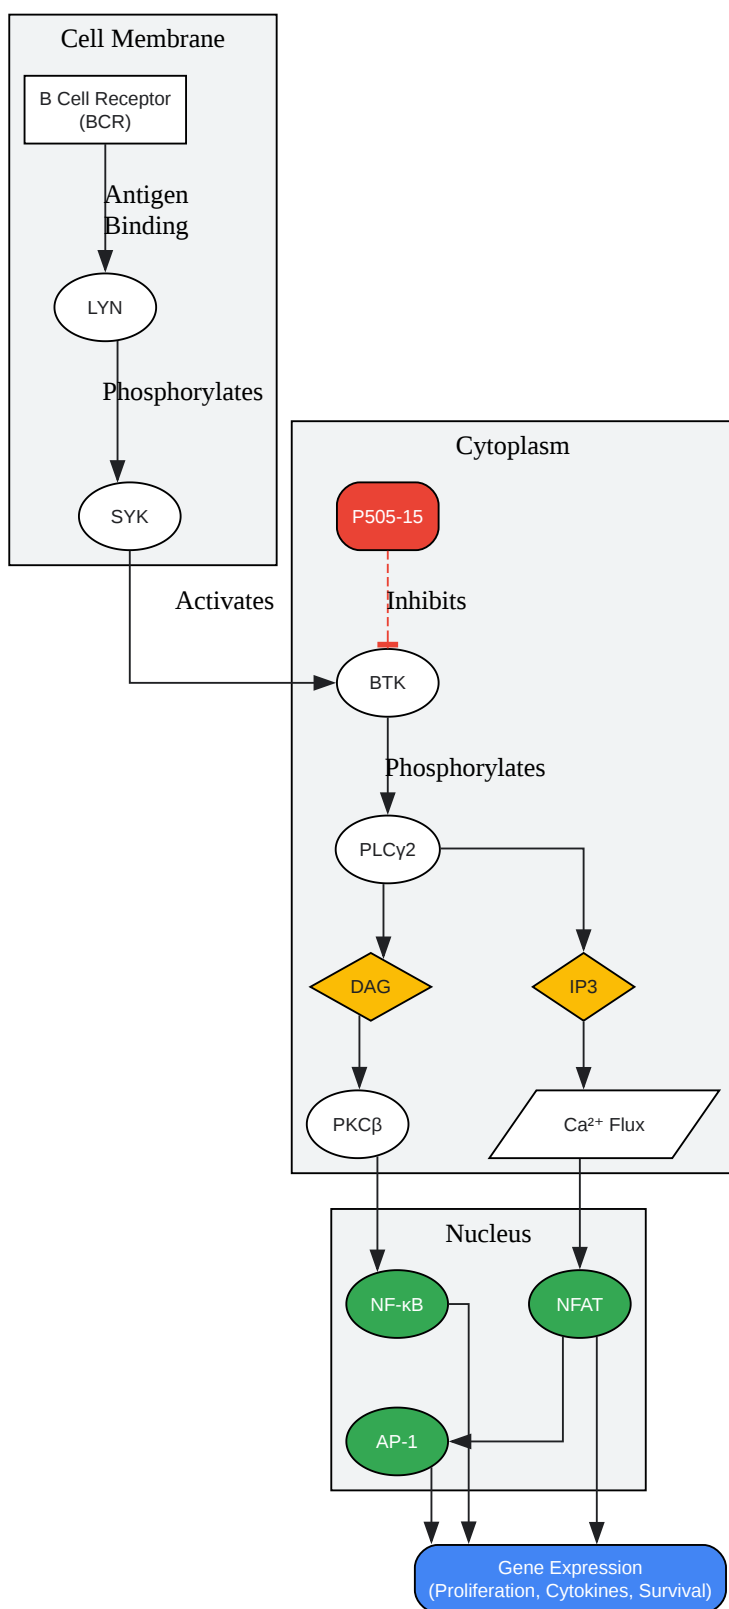 Cell Membrane
B Cell Receptor
(BCR)
Antigen
Binding
LYN
Phosphorylates
SYK
Activates
Cytoplasm
P505-15
Inhibits
BTK
Phosphorylates
PLCγ2
DAG
IP3
PKCβ
Ca²⁺ Flux
Nucleus
NF-κB
NFAT
AP-1
Gene Expression
(Proliferation, Cytokines, Survival)